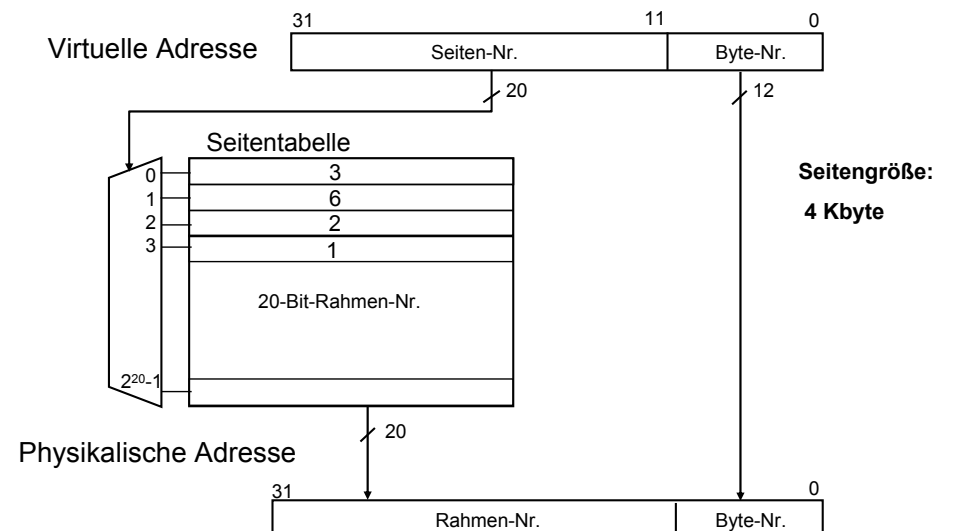 31 11 0
Virtuelle Adresse Seiten-Nr. Byte-Nr.
20 12
Seitentabelle
0 3
1 6
2 2
3 1
Seitengröße:
4 Kbyte
20-Bit-Rahmen-Nr.
2²⁰-1
20
Physikalische Adresse
31 0
Rahmen-Nr. Byte-Nr.